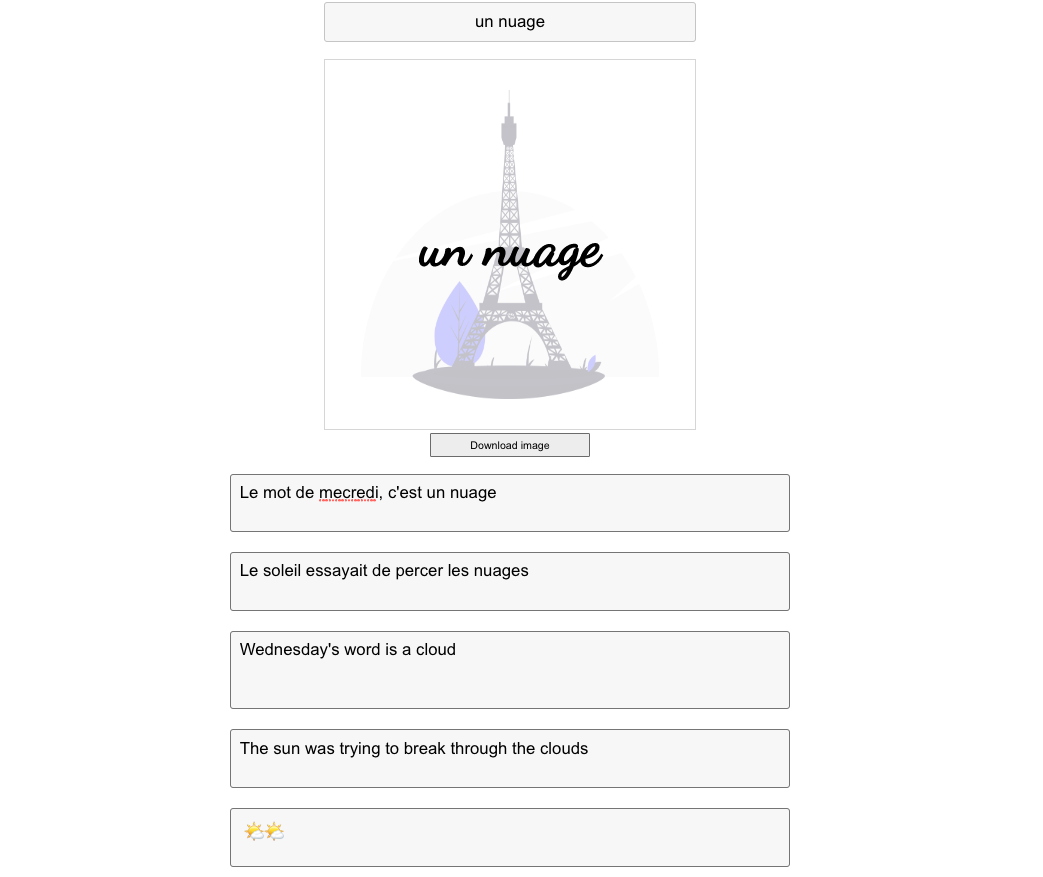 un nuage
un nuage
Download image
Le mot de mecredi, c'est un nuage
Le soleil essayait de percer les nuages
Wednesday's word is a cloud
The sun was trying to break through the clouds
🌤️🌤️